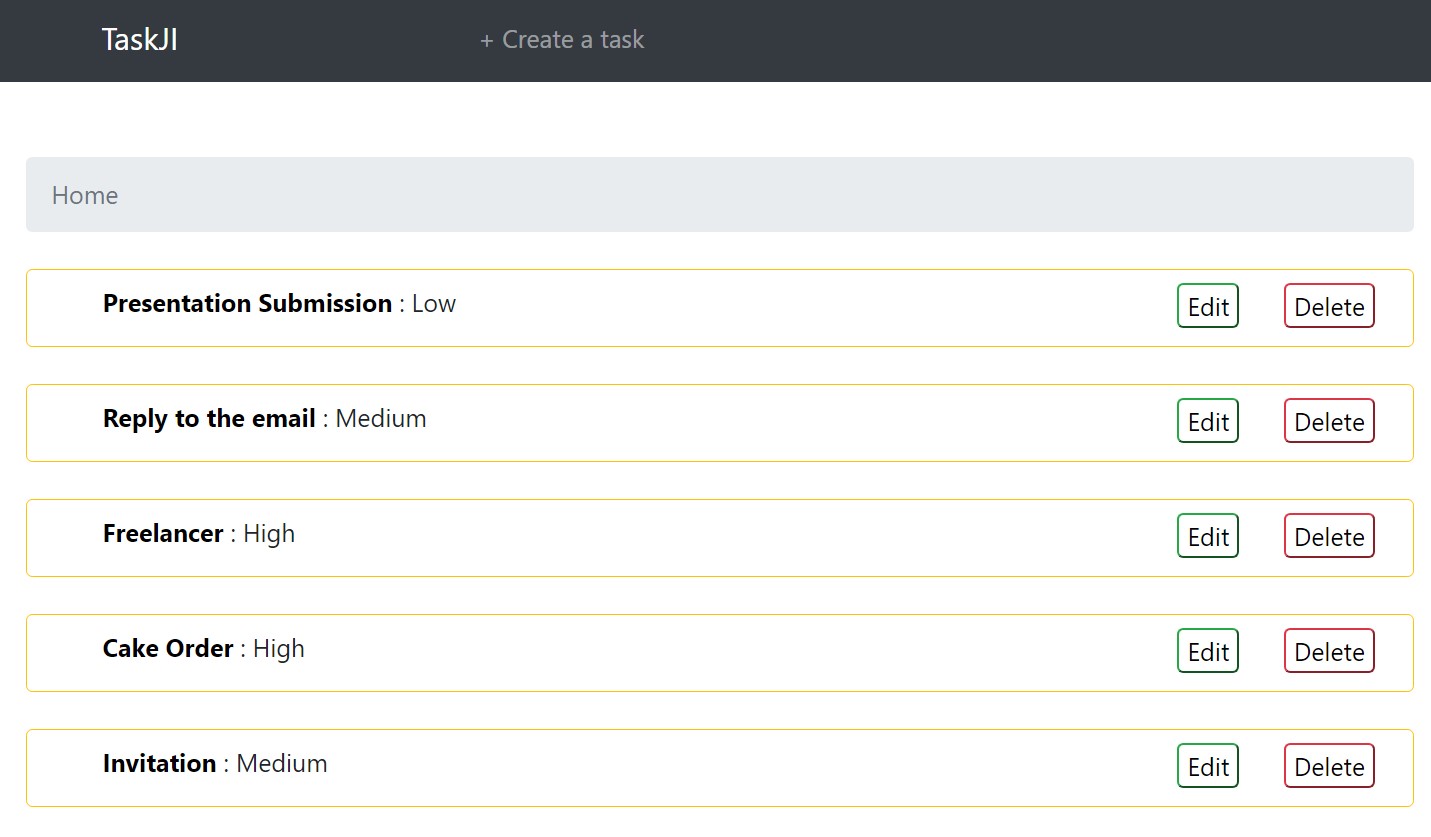 TaskJI
+ Create a task
Home
Presentation Submission : Low
Edit
Delete
Reply to the email : Medium
Edit
Delete
Freelancer : High
Edit
Delete
Cake Order : High
Edit
Delete
Invitation : Medium
Edit
Delete